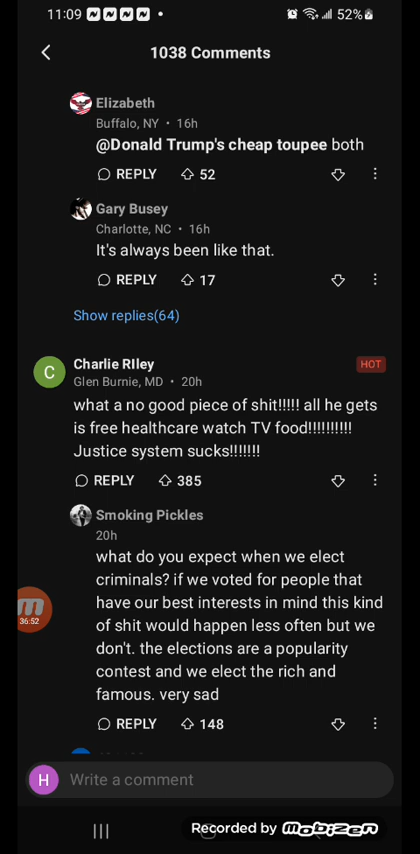 11:09
52%
1038 Comments
Elizabeth
Buffalo, NY • 16h
@Donald Trump's cheap toupee both
REPLY 52
Gary Busey
Charlotte, NC • 16h
It's always been like that.
REPLY 17
Show replies(64)
C
Charlie RIley
HOT
Glen Burnie, MD • 20h
what a no good piece of shit!!!!! all he gets
is free healthcare watch TV food!!!!!!!!!!
Justice system sucks!!!!!!!
REPLY 385
Smoking Pickles
20h
what do you expect when we elect
criminals? if we voted for people that
have our best interests in mind this kind
of shit would happen less often but we
don't. the elections are a popularity
contest and we elect the rich and
famous. very sad
36:52
REPLY 148
H
Write a comment
Recorded by mobizen